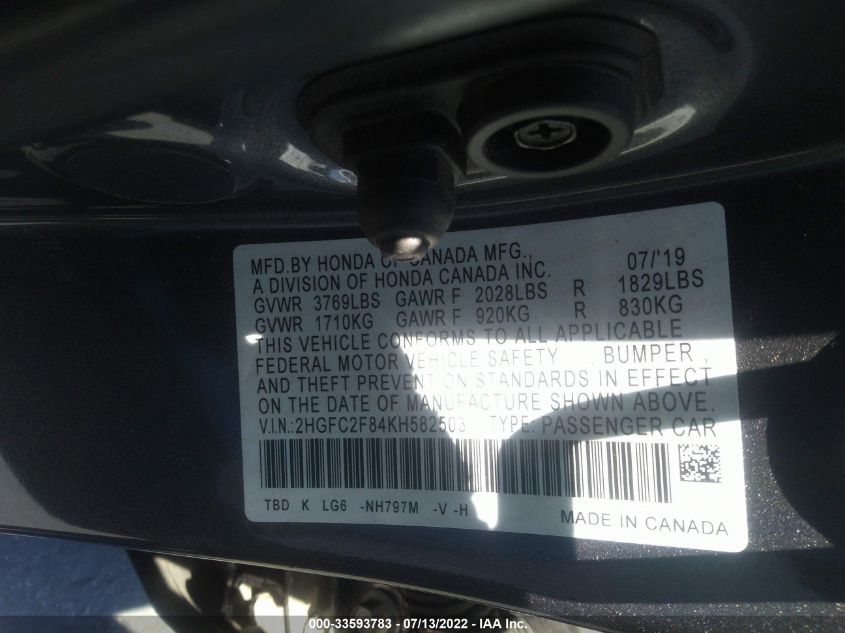 MFD.BY HONDA OF CANADA MFG., 07/'19
A DIVISION OF HONDA CANADA INC.
GVWR 3769LBS GAWR F 2028LBS R 1829LBS
GVWR 1710KG GAWR F 920KG R 830KG
THIS VEHICLE CONFORMS TO ALL APPLICABLE
FEDERAL MOTOR VEHICLE SAFETY , BUMPER ,
AND THEFT PREVENTION STANDARDS IN EFFECT
ON THE DATE OF MANUFACTURE SHOWN ABOVE.
V.I.N.:2HGFC2F84KH582503 TYPE: PASSENGER CAR
TBD K LG6 -NH797M -V -H
MADE IN CANADA
000-33593783 - 07/13/2022 - IAA Inc.